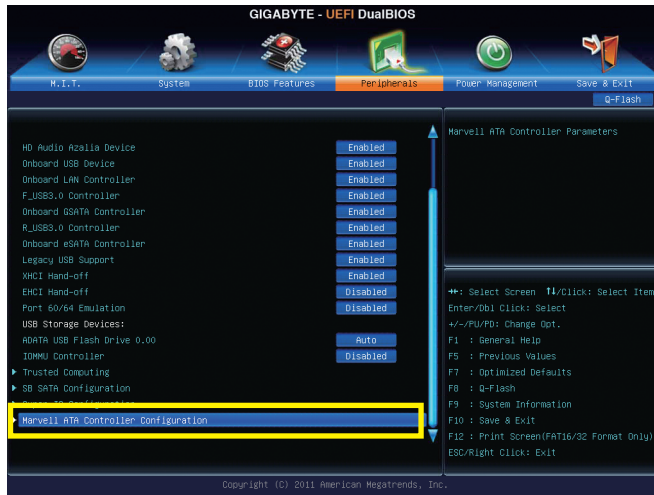 GIGABYTE - UEFI DualBIOS
M.I.T. System BIOS Features Peripherals Power Management Save & Exit
Q-Flash
HD Audio Azalia Device Enabled
Onboard USB Device Enabled
Onboard LAN Controller Enabled
F_USB3.0 Controller Enabled
Onboard GSATA Controller Enabled
R_USB3.0 Controller Enabled
Onboard eSATA Controller Enabled
Legacy USB Support Enabled
XHCI Hand-off Enabled
EHCI Hand-off Disabled
Port 60/64 Emulation Disabled
USB Storage Devices:
ADATA USB Flash Drive 0.00 Auto
IOMMU Controller Disabled
Trusted Computing
SB SATA Configuration
Marvell ATA Controller Configuration
Marvell ATA Controller Parameters
: Select Screen ↑↓/Click: Select Item
Enter/Dbl Click: Select
+/-/PU/PD: Change Opt.
F1 : General Help
F5 : Previous Values
F7 : Optimized Defaults
F8 : Q-Flash
F9 : System Information
F10 : Save & Exit
F12 : Print Screen(FAT16/32 Format Only)
ESC/Right Click: Exit
Copyright (C) 2011 American Megatrends, Inc.